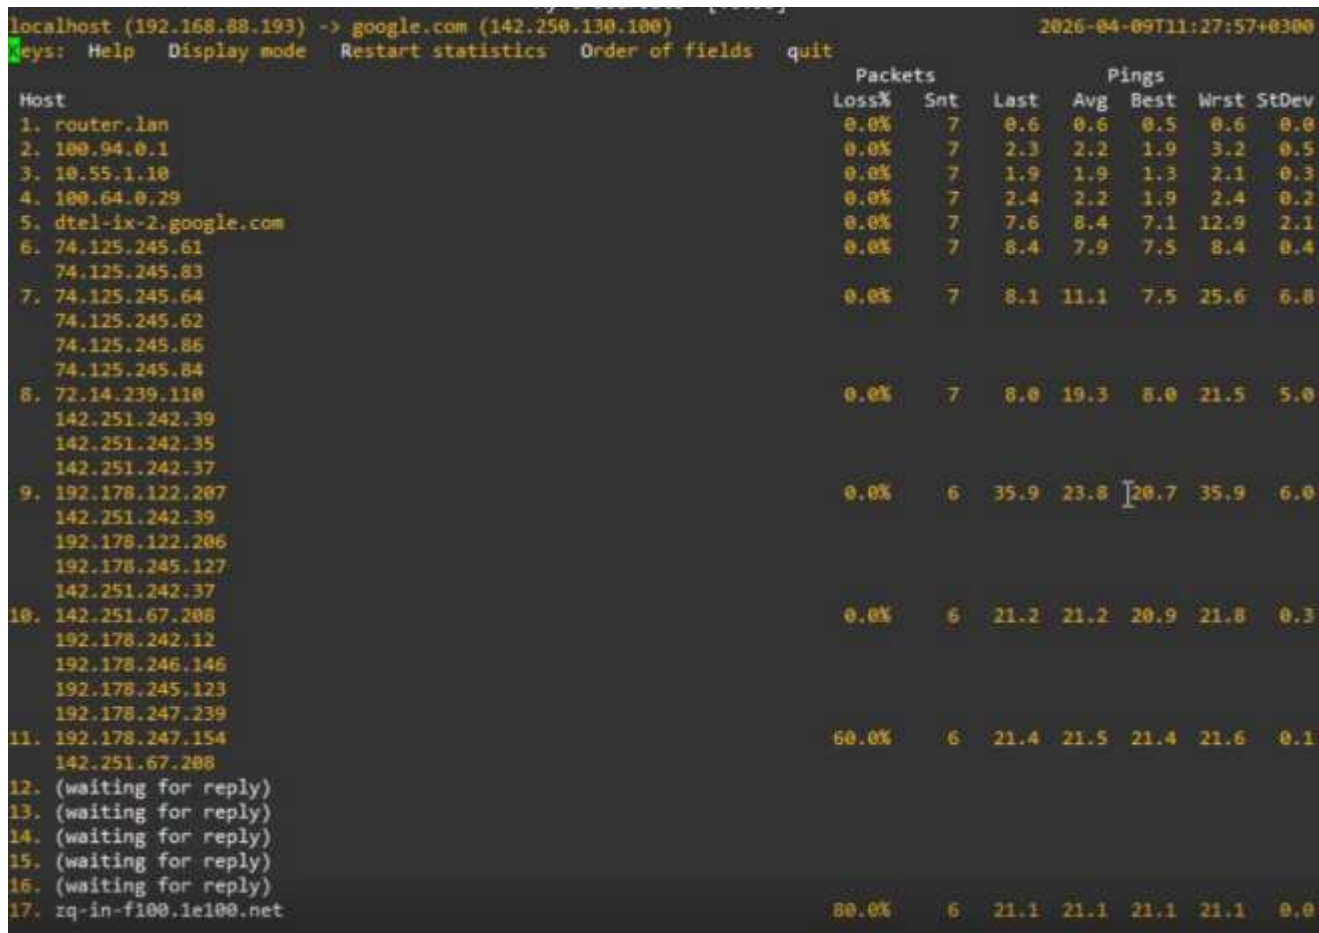 localhost (192.168.88.193) -> google.com (142.250.130.100) 2026-04-09T11:27:57+0300
Keys: Help Display mode Restart statistics Order of fields quit
Packets Pings
Host Loss% Snt Last Avg Best Wrst StDev
1. router.lan 0.0% 7 0.6 0.6 0.5 0.6 0.0
2. 100.94.0.1 0.0% 7 2.3 2.2 1.9 3.2 0.5
3. 10.55.1.10 0.0% 7 1.9 1.9 1.3 2.1 0.3
4. 100.64.0.29 0.0% 7 2.4 2.2 1.9 2.4 0.2
5. dtel-ix-2.google.com 0.0% 7 7.6 8.4 7.1 12.9 2.1
6. 74.125.245.61 0.0% 7 8.4 7.9 7.5 8.4 0.4
74.125.245.83
7. 74.125.245.64 0.0% 7 8.1 11.1 7.5 25.6 6.8
74.125.245.62
74.125.245.86
74.125.245.84
8. 72.14.239.110 0.0% 7 8.0 19.3 8.0 21.5 5.0
142.251.242.39
142.251.242.35
142.251.242.37
9. 192.178.122.207 0.0% 6 35.9 23.8 20.7 35.9 6.0
142.251.242.39
192.178.122.206
192.178.245.127
142.251.242.37
10. 142.251.67.208 0.0% 6 21.2 21.2 20.9 21.8 0.3
192.178.242.12
192.178.246.146
192.178.245.123
192.178.247.239
11. 192.178.247.154 60.0% 6 21.4 21.5 21.4 21.6 0.1
142.251.67.208
12. (waiting for reply)
13. (waiting for reply)
14. (waiting for reply)
15. (waiting for reply)
16. (waiting for reply)
17. zq-in-f100.1e100.net 80.0% 6 21.1 21.1 21.1 21.1 0.0